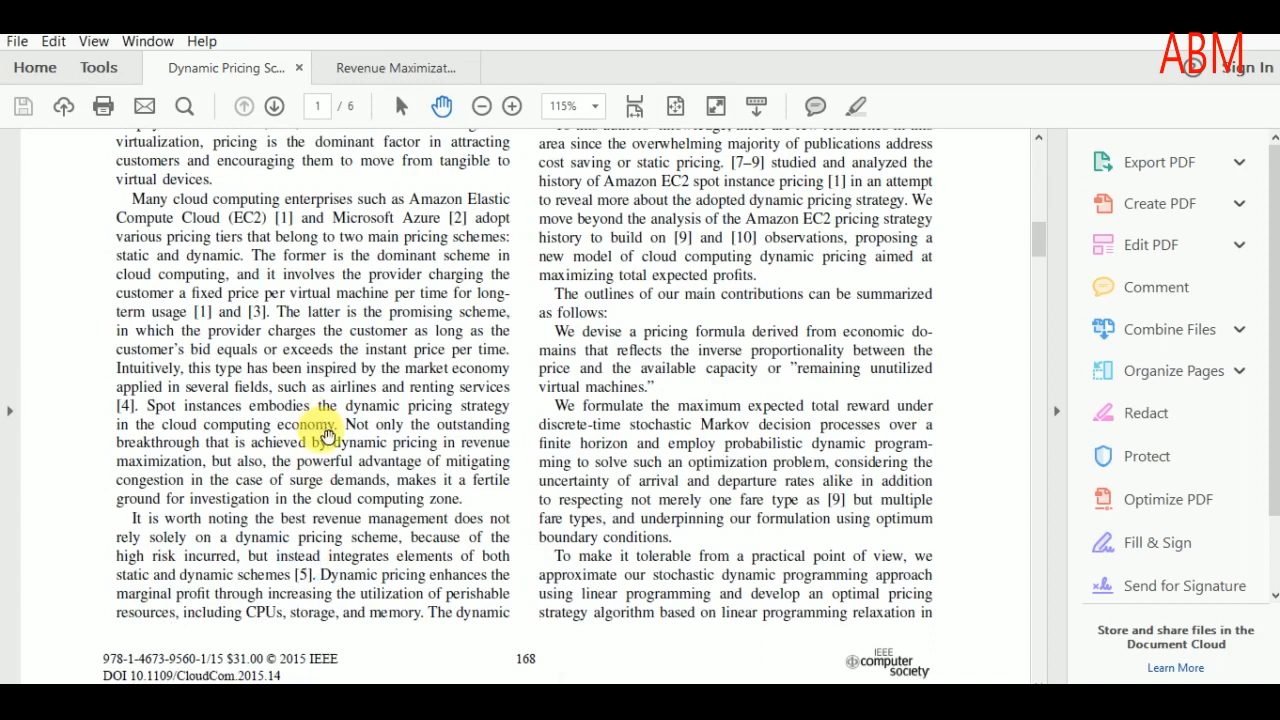 ABM
File Edit View Window Help
Home Tools Dynamic Pricing Sc... × Revenue Maximizat... Sign In
1 / 6 115%
virtualization, pricing is the dominant factor in attracting
customers and encouraging them to move from tangible to
virtual devices.
Many cloud computing enterprises such as Amazon Elastic
Compute Cloud (EC2) [1] and Microsoft Azure [2] adopt
various pricing tiers that belong to two main pricing schemes:
static and dynamic. The former is the dominant scheme in
cloud computing, and it involves the provider charging the
customer a fixed price per virtual machine per time for long-
term usage [1] and [3]. The latter is the promising scheme,
in which the provider charges the customer as long as the
customer's bid equals or exceeds the instant price per time.
Intuitively, this type has been inspired by the market economy
applied in several fields, such as airlines and renting services
[4]. Spot instances embodies the dynamic pricing strategy
in the cloud computing economy. Not only the outstanding
breakthrough that is achieved by dynamic pricing in revenue
maximization, but also, the powerful advantage of mitigating
congestion in the case of surge demands, makes it a fertile
ground for investigation in the cloud computing zone.
It is worth noting the best revenue management does not
rely solely on a dynamic pricing scheme, because of the
high risk incurred, but instead integrates elements of both
static and dynamic schemes [5]. Dynamic pricing enhances the
marginal profit through increasing the utilization of perishable
resources, including CPUs, storage, and memory. The dynamic
area since the overwhelming majority of publications address
cost saving or static pricing. [7–9] studied and analyzed the
history of Amazon EC2 spot instance pricing [1] in an attempt
to reveal more about the adopted dynamic pricing strategy. We
move beyond the analysis of the Amazon EC2 pricing strategy
history to build on [9] and [10] observations, proposing a
new model of cloud computing dynamic pricing aimed at
maximizing total expected profits.
The outlines of our main contributions can be summarized
as follows:
We devise a pricing formula derived from economic do-
mains that reflects the inverse proportionality between the
price and the available capacity or "remaining unutilized
virtual machines."
We formulate the maximum expected total reward under
discrete-time stochastic Markov decision processes over a
finite horizon and employ probabilistic dynamic program-
ming to solve such an optimization problem, considering the
uncertainty of arrival and departure rates alike in addition
to respecting not merely one fare type as [9] but multiple
fare types, and underpinning our formulation using optimum
boundary conditions.
To make it tolerable from a practical point of view, we
approximate our stochastic dynamic programming approach
using linear programming and develop an optimal pricing
strategy algorithm based on linear programming relaxation in
978-1-4673-9560-1/15 $31.00 © 2015 IEEE
DOI 10.1109/CloudCom.2015.14
168
IEEE
computer
society
Export PDF
Create PDF
Edit PDF
Comment
Combine Files
Organize Pages
Redact
Protect
Optimize PDF
Fill & Sign
Send for Signature
Store and share files in the
Document Cloud
Learn More